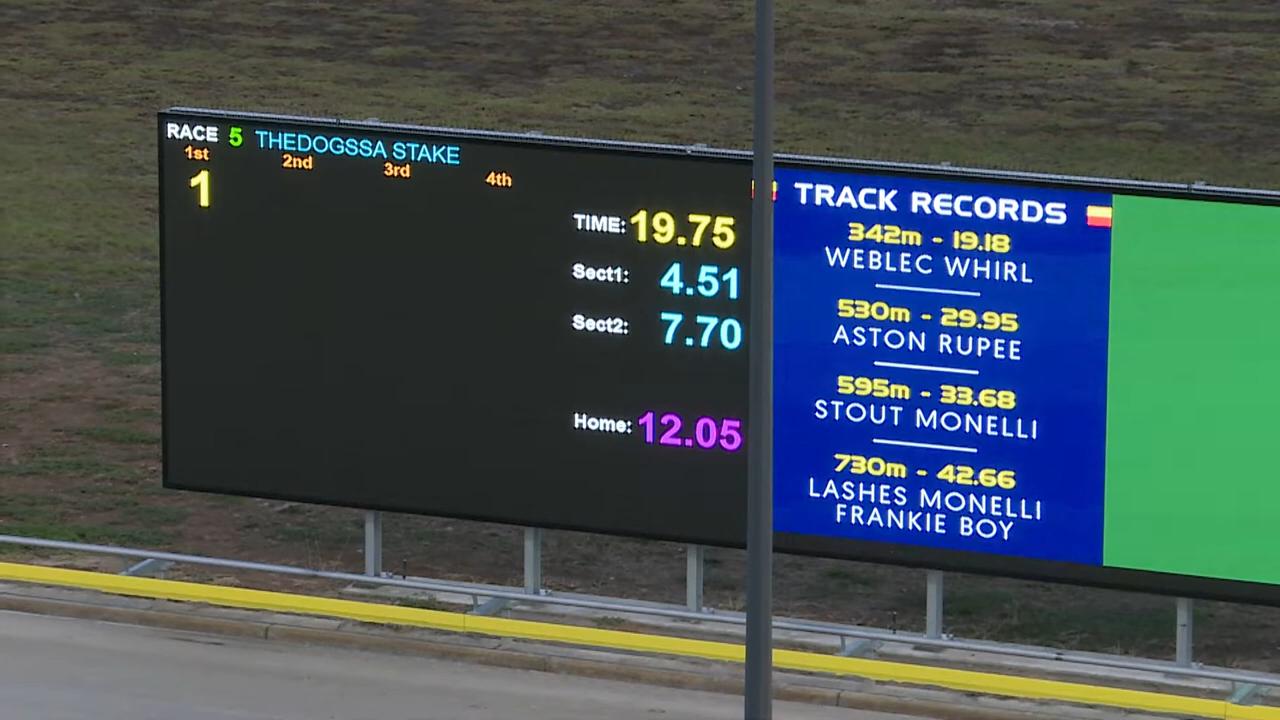 RACE 5 THEDOGSSA STAKE
1st 2nd 3rd 4th
1
TIME: 19.75
Sect1: 4.51
Sect2: 7.70
Home: 12.05
TRACK RECORDS
342m - 19.18
WEBLEC WHIRL
530m - 29.95
ASTON RUPEE
595m - 33.68
STOUT MONELLI
730m - 42.66
LASHES MONELLI
FRANKIE BOY